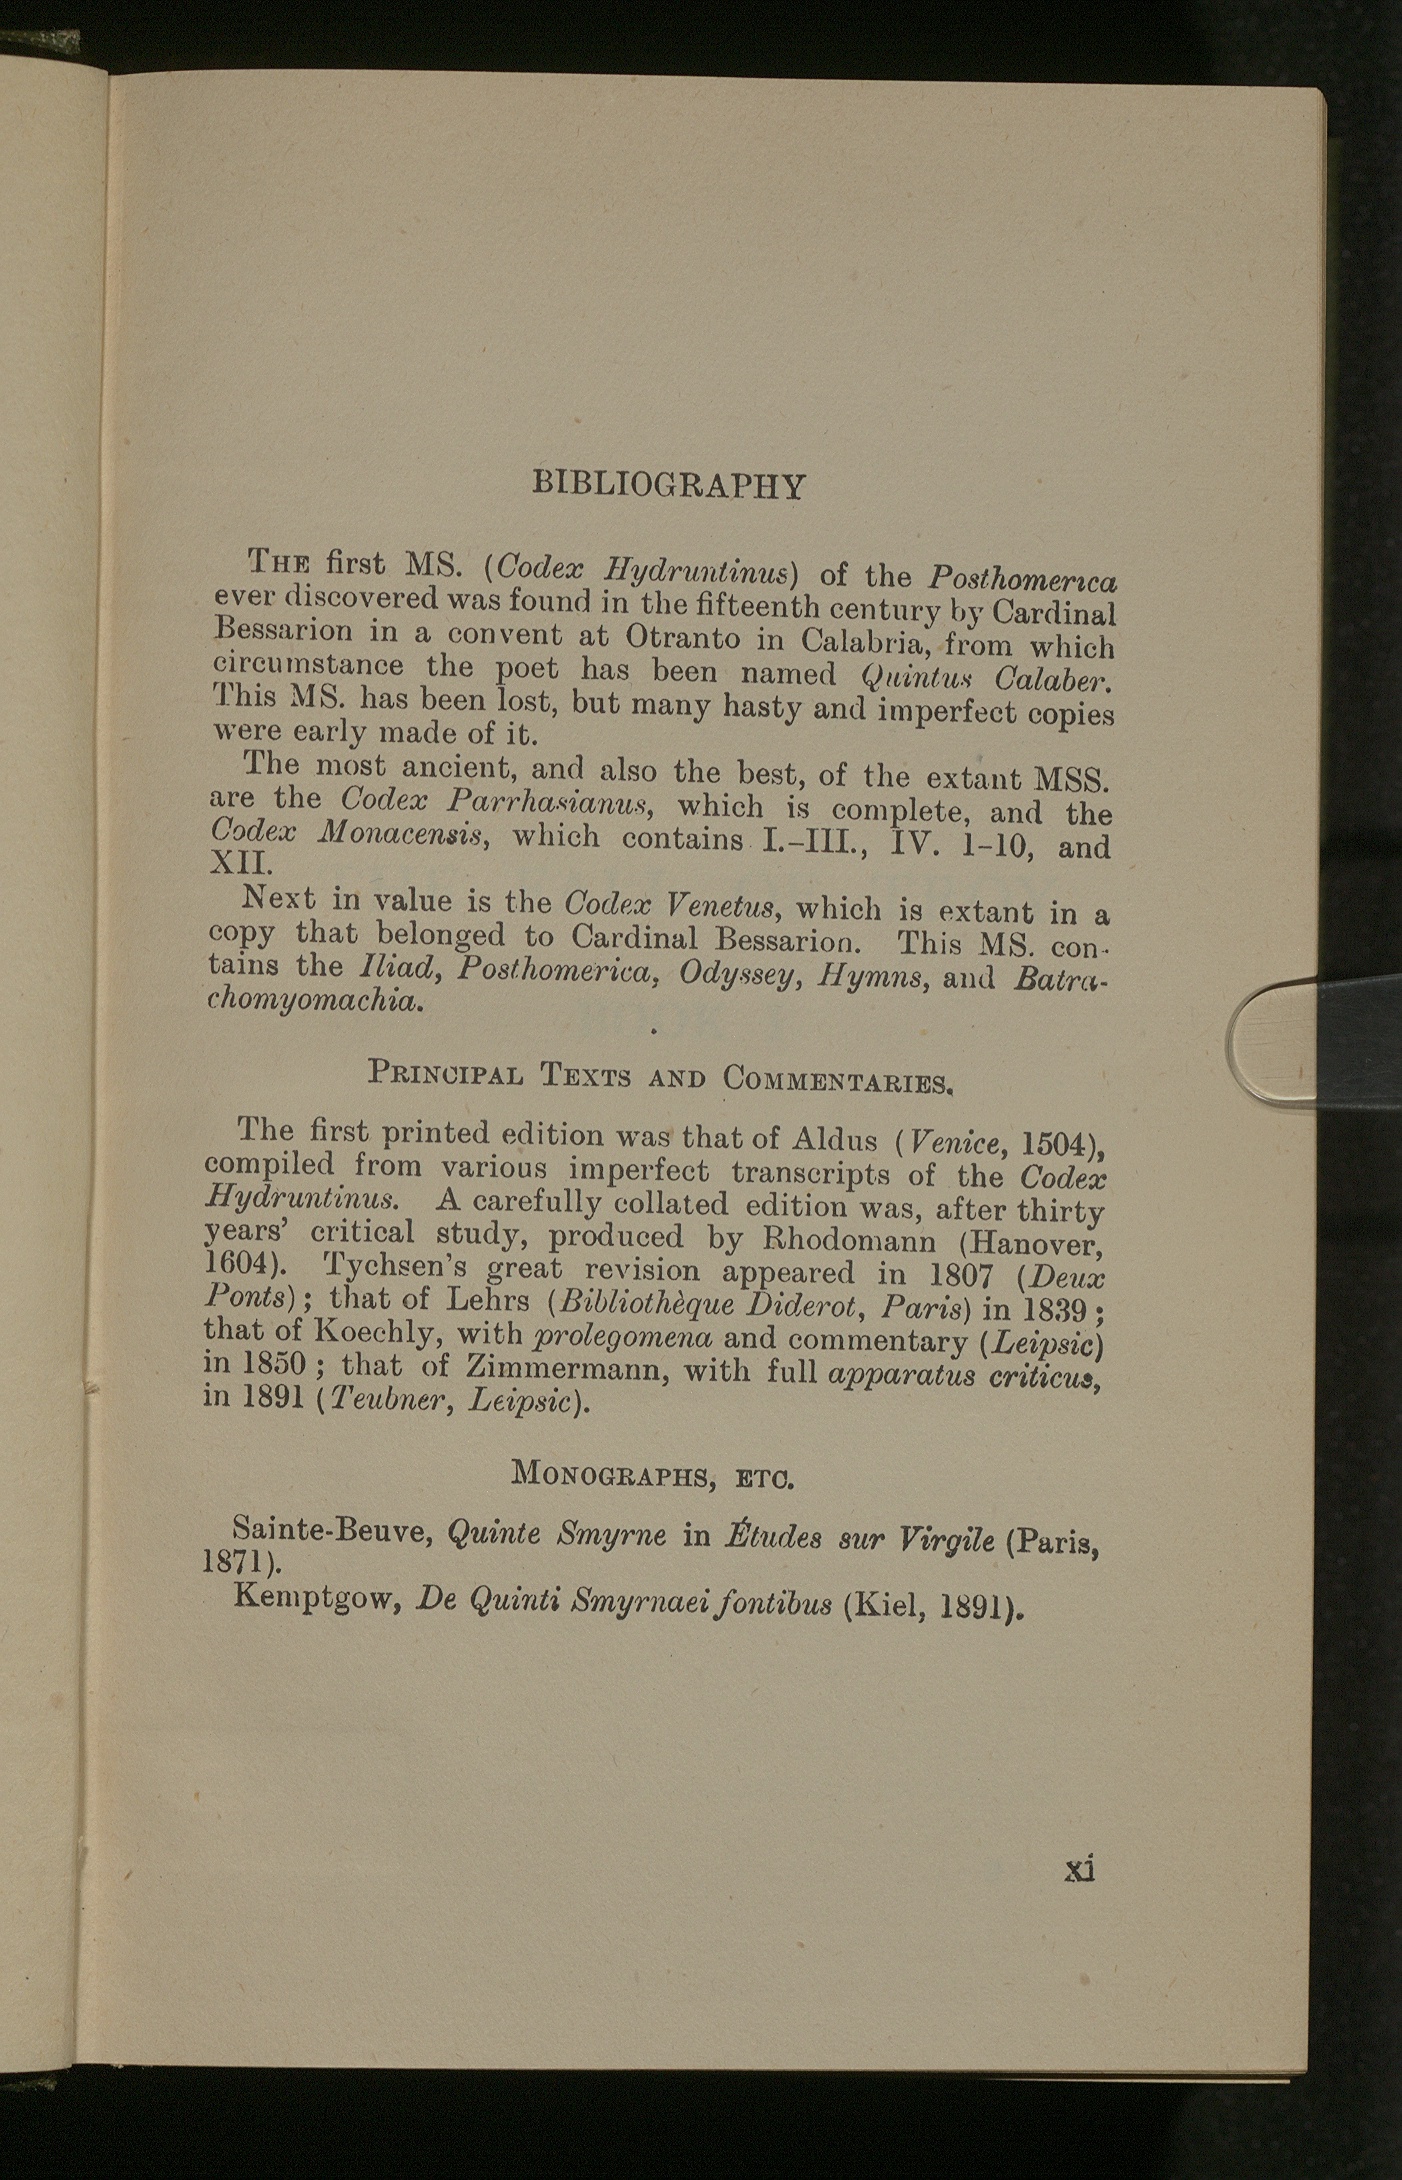 BIBLIOGRAPHY
THE first MS. (Codex Hydruntinus) of the Posthomerica
ever discovered was found in the fifteenth century by Cardinal
Bessarion in a convent at Otranto in Calabria, from which
circumstance the poet has been named Quintus Calaber.
This MS. has been lost, but many hasty and imperfect copies
were early made of it.
The most ancient, and also the best, of the extant MSS.
are the Codex Parrhasianus, which is complete, and the
Codex Monacensis, which contains I.–III., IV. 1–10, and
XII.
Next in value is the Codex Venetus, which is extant in a
copy that belonged to Cardinal Bessarion. This MS. con-
tains the Iliad, Posthomerica, Odyssey, Hymns, and Batra-
chomyomachia.
PRINCIPAL TEXTS AND COMMENTARIES.
The first printed edition was that of Aldus (Venice, 1504),
compiled from various imperfect transcripts of the Codex
Hydruntinus. A carefully collated edition was, after thirty
years' critical study, produced by Rhodomann (Hanover,
1604). Tychsen's great revision appeared in 1807 (Deux
Ponts); that of Lehrs (Bibliothèque Diderot, Paris) in 1839;
that of Koechly, with prolegomena and commentary (Leipsic)
in 1850; that of Zimmermann, with full apparatus criticus,
in 1891 (Teubner, Leipsic).
MONOGRAPHS, ETC.
Sainte-Beuve, Quinte Smyrne in Études sur Virgile (Paris,
1871).
Kemptgow, De Quinti Smyrnaei fontibus (Kiel, 1891).
xi